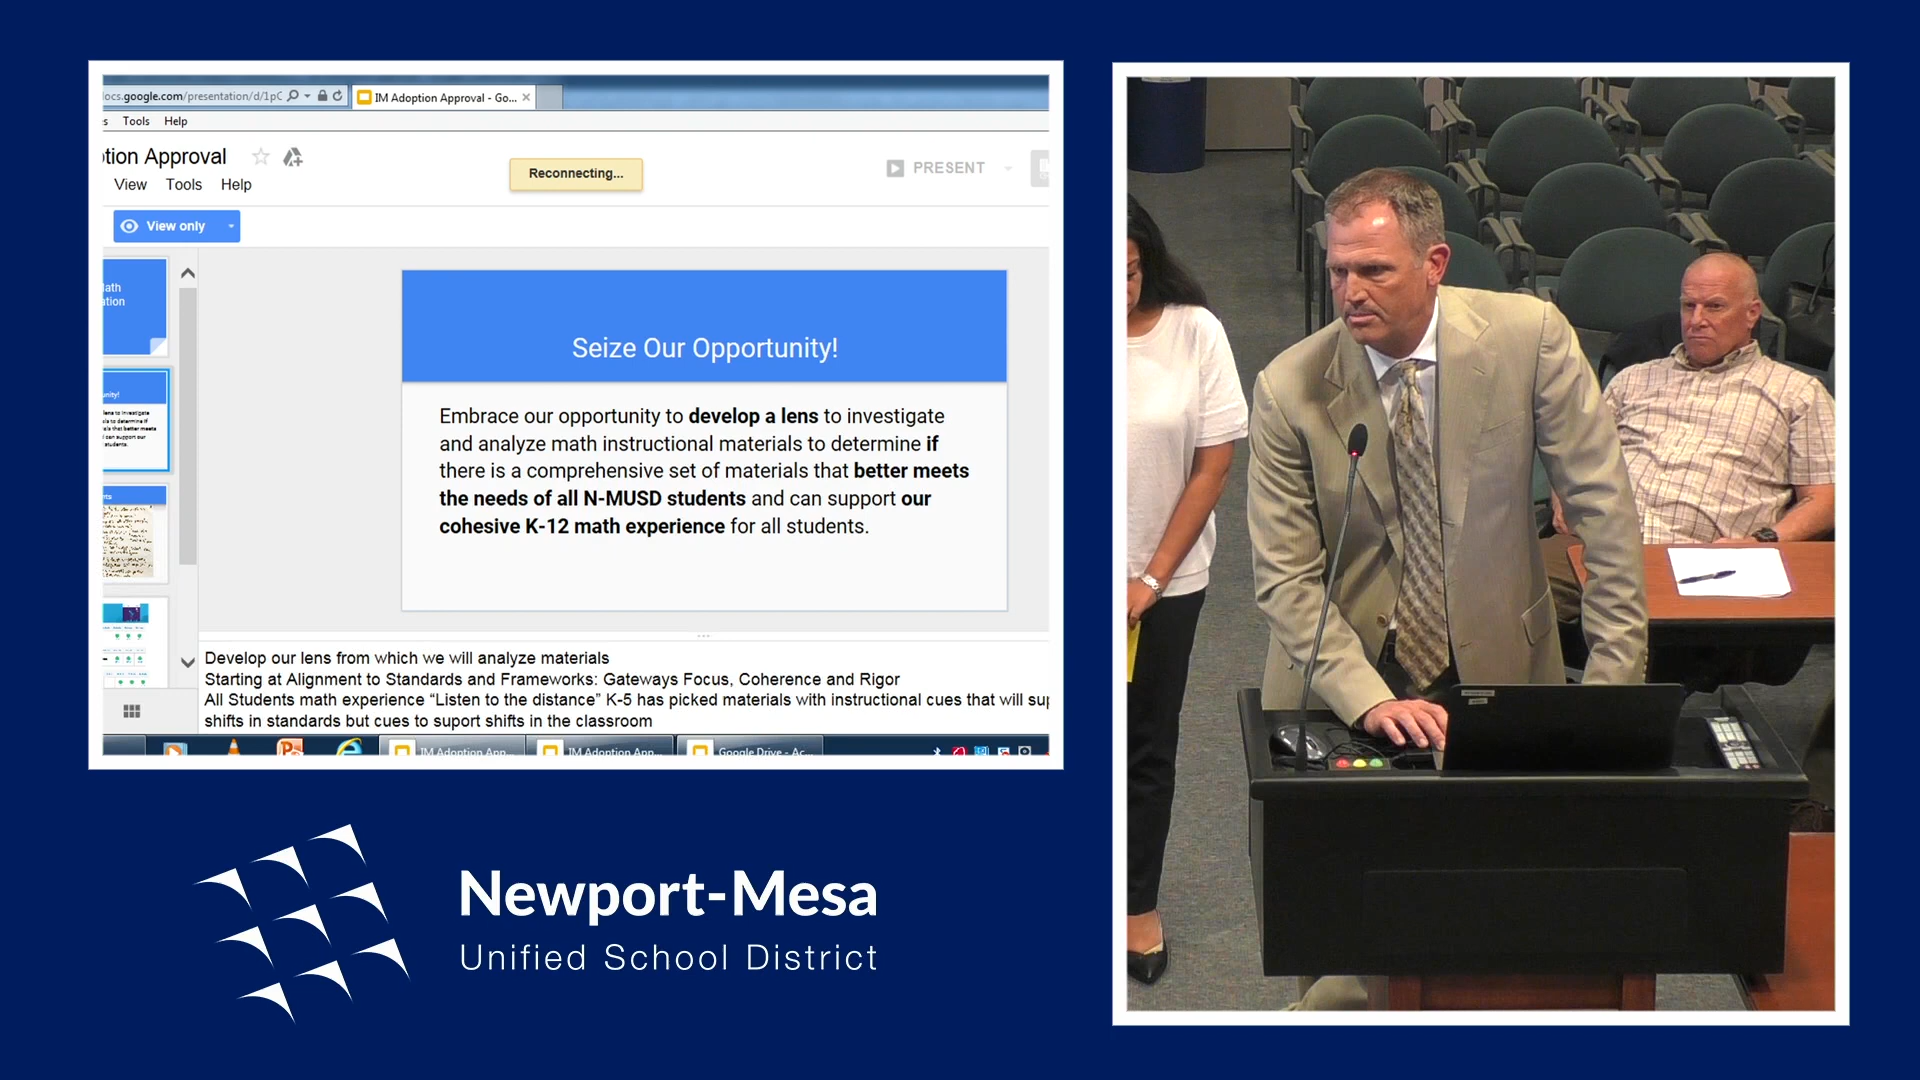 docs.google.com/presentation/d/1pC
IM Adoption Approval - Go...
Tools Help
tion Approval
View Tools Help
Reconnecting...
PRESENT
View only
Math
ation
nity!
Seize Our Opportunity!
Embrace our opportunity to develop a lens to investigate
and analyze math instructional materials to determine if
there is a comprehensive set of materials that better meets
the needs of all N-MUSD students and can support our
cohesive K-12 math experience for all students.
Develop our lens from which we will analyze materials
Starting at Alignment to Standards and Frameworks: Gateways Focus, Coherence and Rigor
All Students math experience “Listen to the distance” K-5 has picked materials with instructional cues that will sup
shifts in standards but cues to suport shifts in the classroom
IM Adoption App...
IM Adoption App...
Google Drive - Ac...
Newport-Mesa
Unified School District